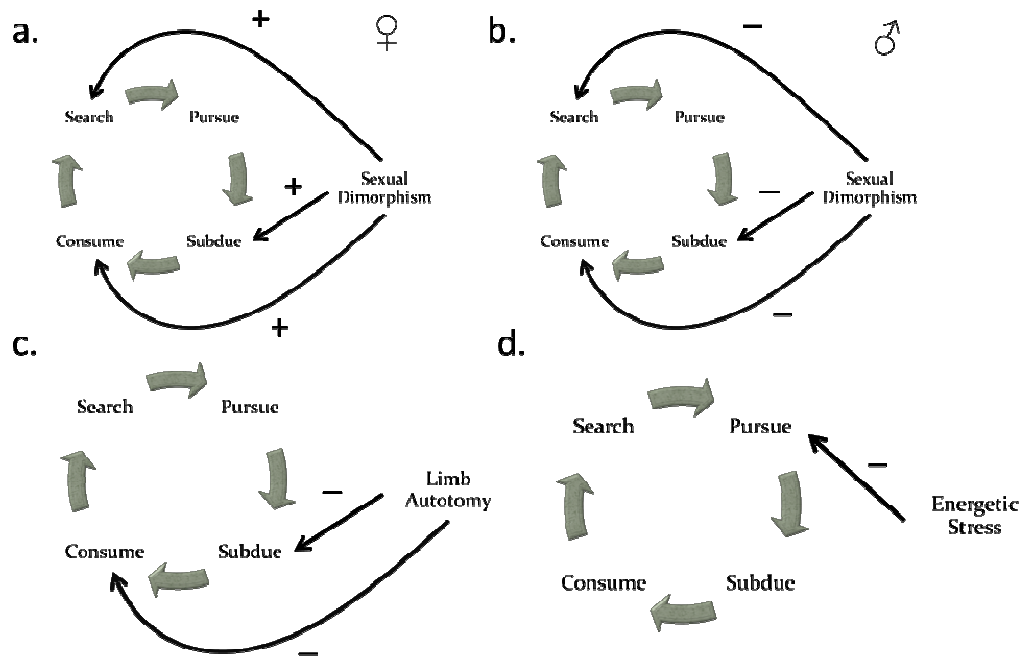 a.
+
♀
Search
Pursue
+
Sexual
Dimorphism
Consume
Subdue
+
b.
−
♂
Search
Pursue
−
Sexual
Dimorphism
Consume
Subdue
−
c.
Search
Pursue
−
Limb
Autotomy
Consume
Subdue
−
d.
Search
Pursue
−
Energetic
Stress
Consume
Subdue